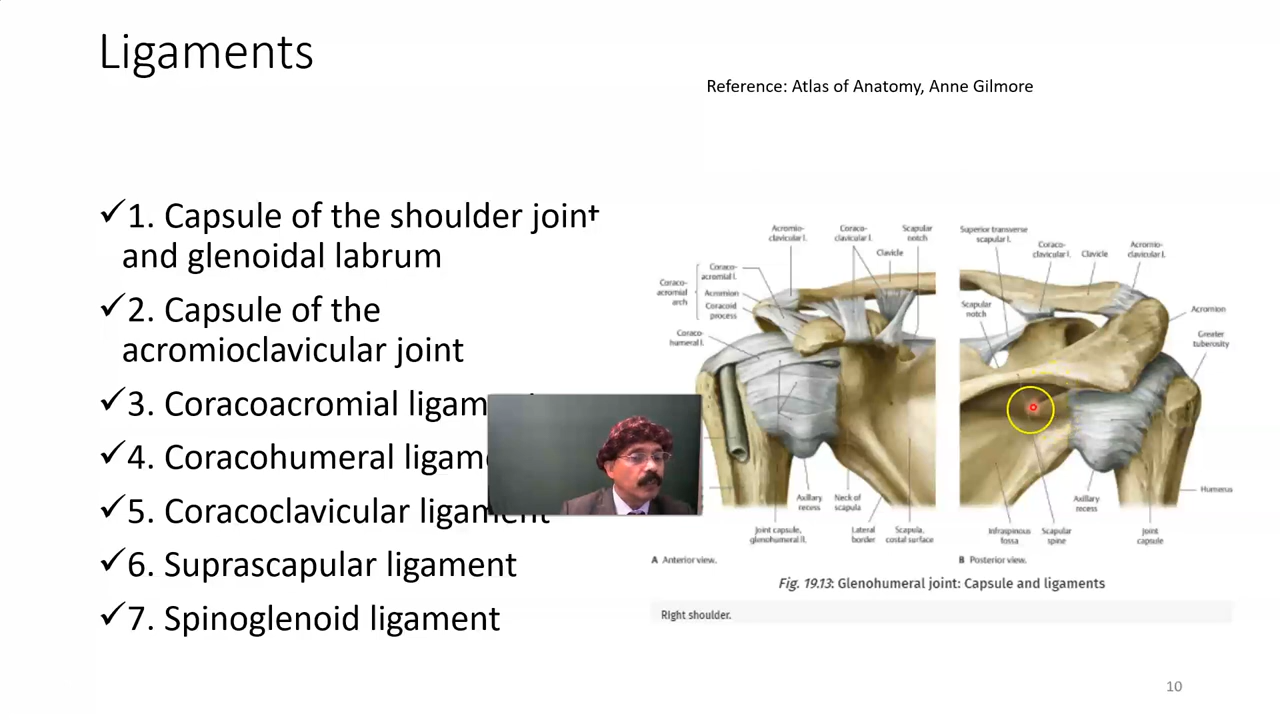 Ligaments
Reference: Atlas of Anatomy, Anne Gilmore
✓1. Capsule of the shoulder joint
and glenoidal labrum
✓2. Capsule of the
acromioclavicular joint
✓3. Coracoacromial
✓4. Coracohumeral
✓5. Coracoclavicular ligament
✓6. Suprascapular ligament
✓7. Spinoglenoid ligament
Acromio-
clavicular l.
Coraco-
clavicular l.
Scapular
notch
Clavicle
Coraco-
acromial l.
Coraco-
acromial
arch
Acromion
Coracoid
process
Coraco-
humeral l.
Axillary
recess
Neck of
scapula
Joint capsule,
glenohumeral ll.
Lateral
border
Scapula,
costal surface
A Anterior view.
Superior transverse
scapular l.
Coraco-
clavicular l.
Clavicle
Acromio-
clavicular l.
Scapular
notch
Acromion
Greater
tuberosity
Humerus
Axillary
recess
Infraspinous
fossa
Scapular
spine
Joint
capsule
B Posterior view.
Fig. 19.13: Glenohumeral joint: Capsule and ligaments
Right shoulder.
10